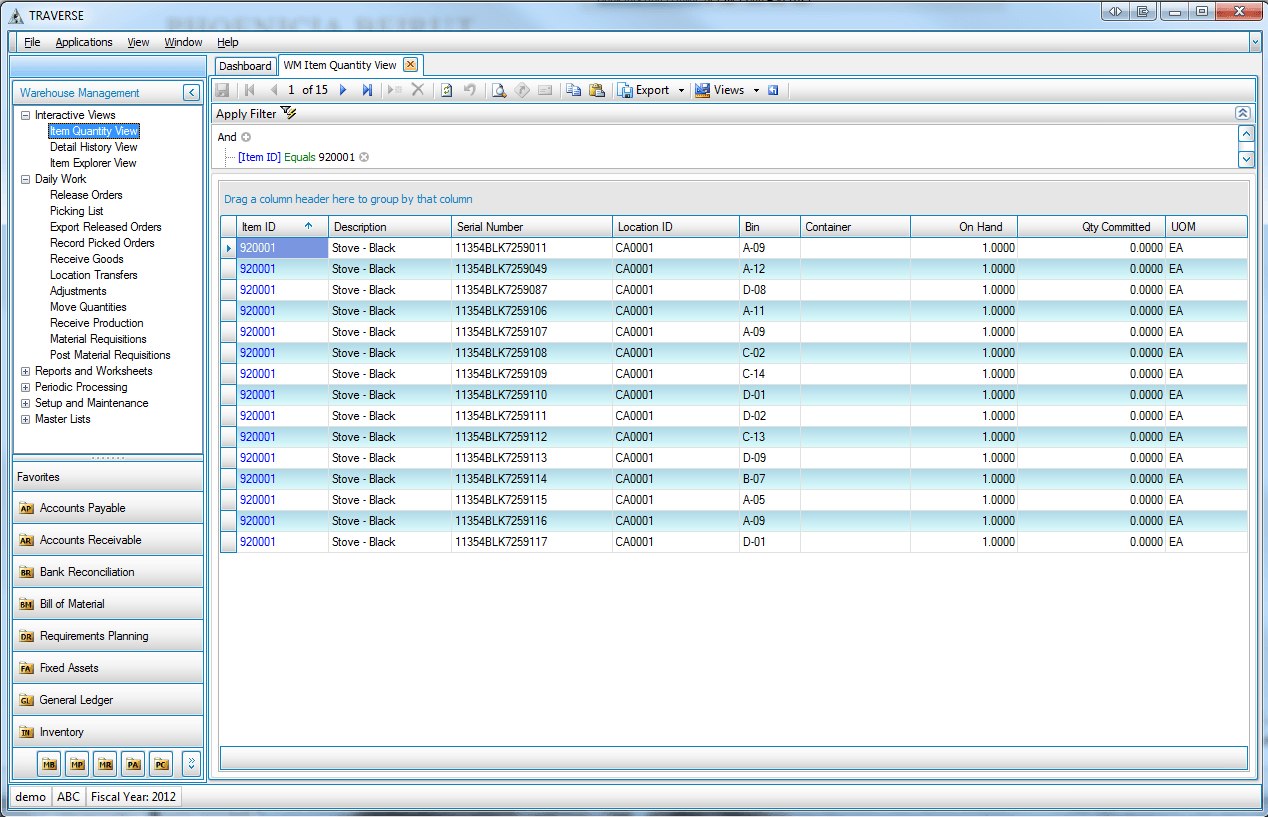 PHOENICIA BEIRUT
TRAVERSE
File Applications View Window Help
Dashboard WM Item Quantity View
Warehouse Management
1 of 15 Export Views
Apply Filter
And
[Item ID] Equals 920001
Interactive Views
Item Quantity View
Detail History View
Item Explorer View
Daily Work
Release Orders
Picking List
Export Released Orders
Record Picked Orders
Receive Goods
Location Transfers
Adjustments
Move Quantities
Receive Production
Material Requisitions
Post Material Requisitions
Reports and Worksheets
Periodic Processing
Setup and Maintenance
Master Lists
Favorites
AP Accounts Payable
AR Accounts Receivable
BR Bank Reconciliation
BM Bill of Material
DR Requirements Planning
FA Fixed Assets
GL General Ledger
IN Inventory
MB MP MR PA PC
Drag a column header here to group by that column
Item ID Description Serial Number Location ID Bin Container On Hand Qty Committed UOM
920001 Stove - Black 11354BLK7259011 CA0001 A-09 1.0000 0.0000 EA
920001 Stove - Black 11354BLK7259049 CA0001 A-12 1.0000 0.0000 EA
920001 Stove - Black 11354BLK7259087 CA0001 D-08 1.0000 0.0000 EA
920001 Stove - Black 11354BLK7259106 CA0001 A-11 1.0000 0.0000 EA
920001 Stove - Black 11354BLK7259107 CA0001 A-09 1.0000 0.0000 EA
920001 Stove - Black 11354BLK7259108 CA0001 C-02 1.0000 0.0000 EA
920001 Stove - Black 11354BLK7259109 CA0001 C-14 1.0000 0.0000 EA
920001 Stove - Black 11354BLK7259110 CA0001 D-01 1.0000 0.0000 EA
920001 Stove - Black 11354BLK7259111 CA0001 D-02 1.0000 0.0000 EA
920001 Stove - Black 11354BLK7259112 CA0001 C-13 1.0000 0.0000 EA
920001 Stove - Black 11354BLK7259113 CA0001 D-09 1.0000 0.0000 EA
920001 Stove - Black 11354BLK7259114 CA0001 B-07 1.0000 0.0000 EA
920001 Stove - Black 11354BLK7259115 CA0001 A-05 1.0000 0.0000 EA
920001 Stove - Black 11354BLK7259116 CA0001 A-09 1.0000 0.0000 EA
920001 Stove - Black 11354BLK7259117 CA0001 D-01 1.0000 0.0000 EA
demo ABC Fiscal Year: 2012